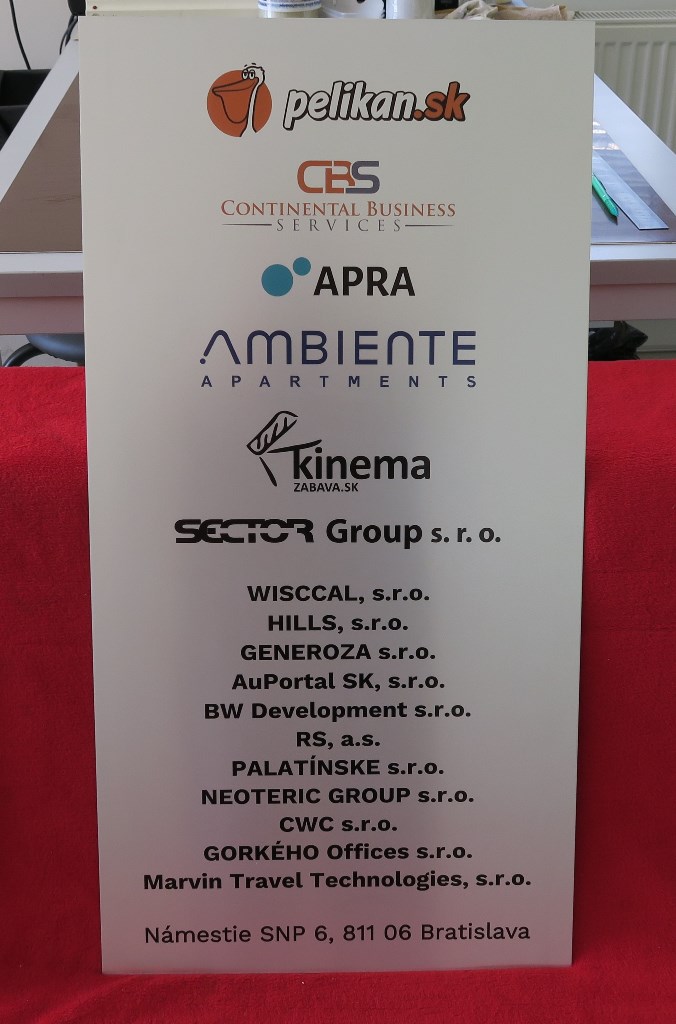 pelikan.sk
CBS
CONTINENTAL BUSINESS
SERVICES
APRA
AMBIENTE
APARTMENTS
kinema
ZABAVA.SK
SECTOR Group s. r. o.
WISCCAL, s.r.o.
HILLS, s.r.o.
GENEROZA s.r.o.
AuPortal SK, s.r.o.
BW Development s.r.o.
RS, a.s.
PALATÍNSKE s.r.o.
NEOTERIC GROUP s.r.o.
CWC s.r.o.
GORKÉHO Offices s.r.o.
Marvin Travel Technologies, s.r.o.
Námestie SNP 6, 811 06 Bratislava